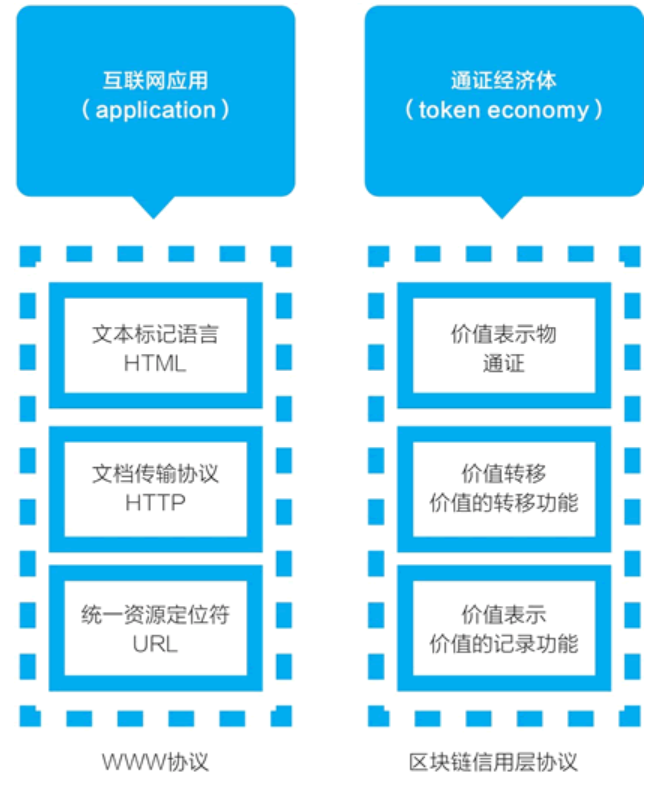 互联网应用
（application）
文本标记语言
HTML
文档传输协议
HTTP
统一资源定位符
URL
WWW协议
通证经济体
（token economy）
价值表示物
通证
价值转移
价值的转移功能
价值表示
价值的记录功能
区块链信用层协议